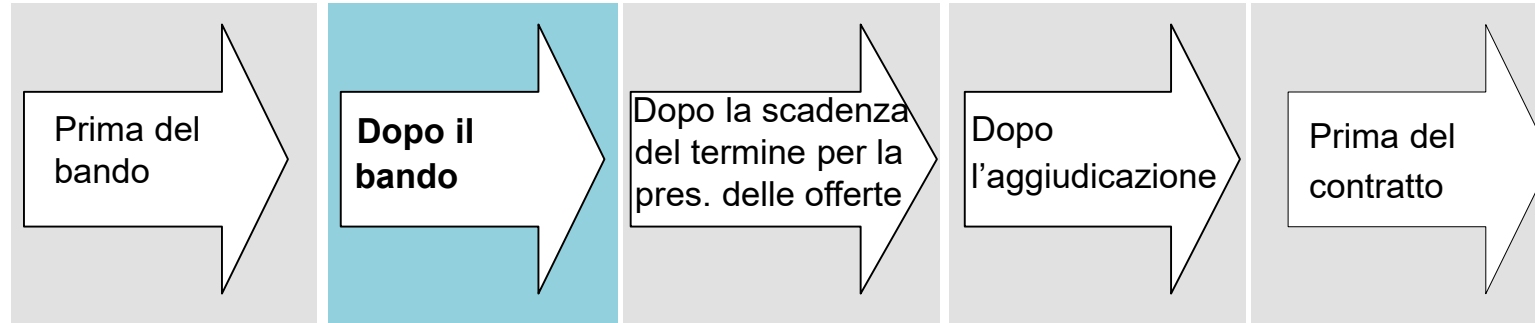 Prima del
bando
Dopo il
bando
Dopo la scadenza
del termine per la
pres. delle offerte
Dopo
l’aggiudicazione
Prima del
contratto